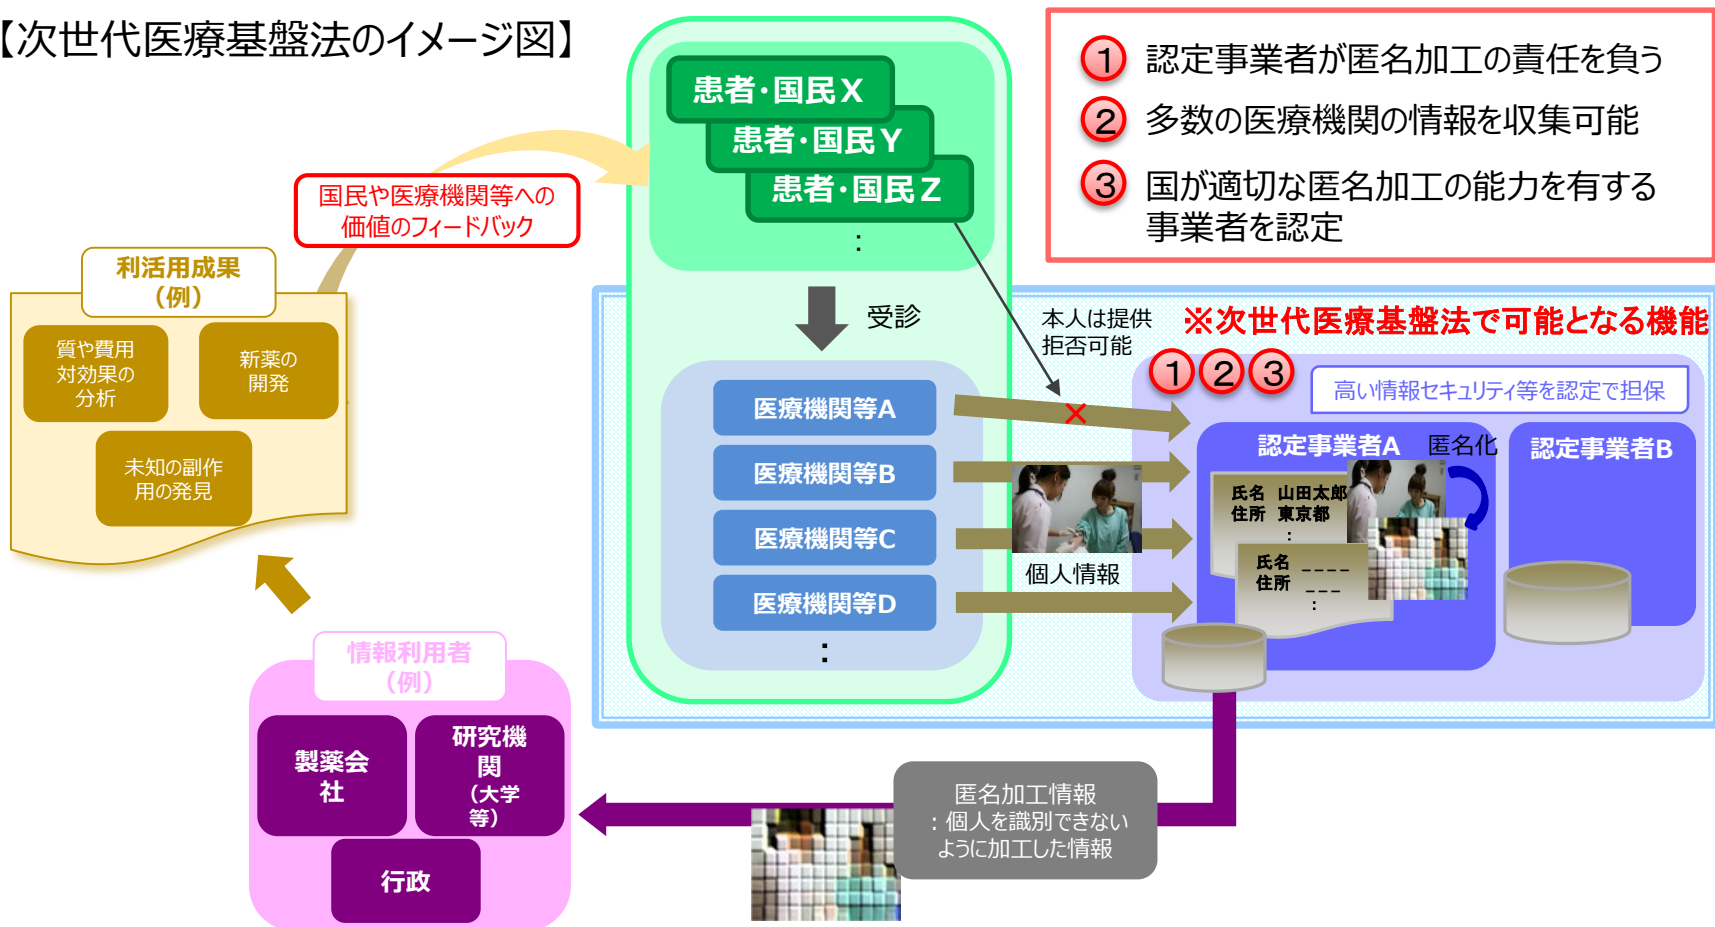 【次世代医療基盤法のイメージ図】
① 認定事業者が匿名加工の責任を負う
② 多数の医療機関の情報を収集可能
③ 国が適切な匿名加工の能力を有する
事業者を認定
患者・国民X
患者・国民Y
患者・国民Z
:
国民や医療機関等への
価値のフィードバック
利活用成果
（例）
質や費用
対効果の
分析
新薬の
開発
未知の副作
用の発見
受診
本人は提供
拒否可能
※次世代医療基盤法で可能となる機能
①②③
高い情報セキュリティ等を認定で担保
医療機関等A
医療機関等B
医療機関等C
医療機関等D
:
個人情報
認定事業者A
匿名化
氏名 山田太郎
住所 東京都
:
氏名 ____
住所 ___
:
認定事業者B
情報利用者
（例）
製薬会
社
研究機
関
（大学
等）
行政
匿名加工情報
：個人を識別できない
ように加工した情報